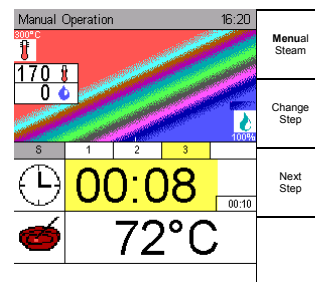 Manual Operation 16:20
300°C
170
0
100%
S 1 2 3
00:08
00:10
72°C
Menual
Steam
Change
Step
Next
Step